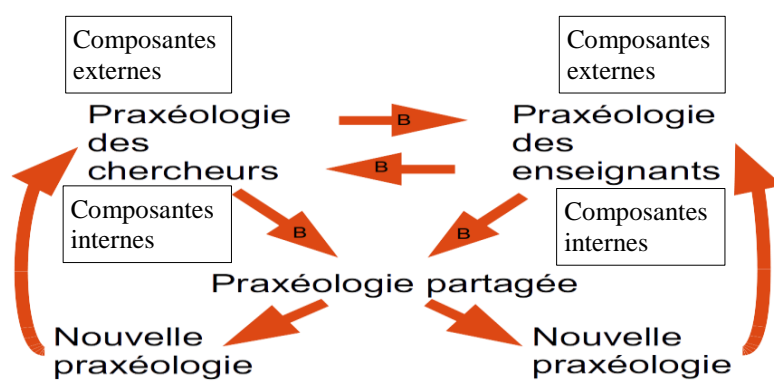 Composantes
externes
Composantes
externes
Praxéologie
des
chercheurs
B
B
Praxéologie
des
enseignants
Composantes
internes
B
B
Composantes
internes
Praxéologie partagée
Nouvelle
praxéologie
Nouvelle
praxéologie